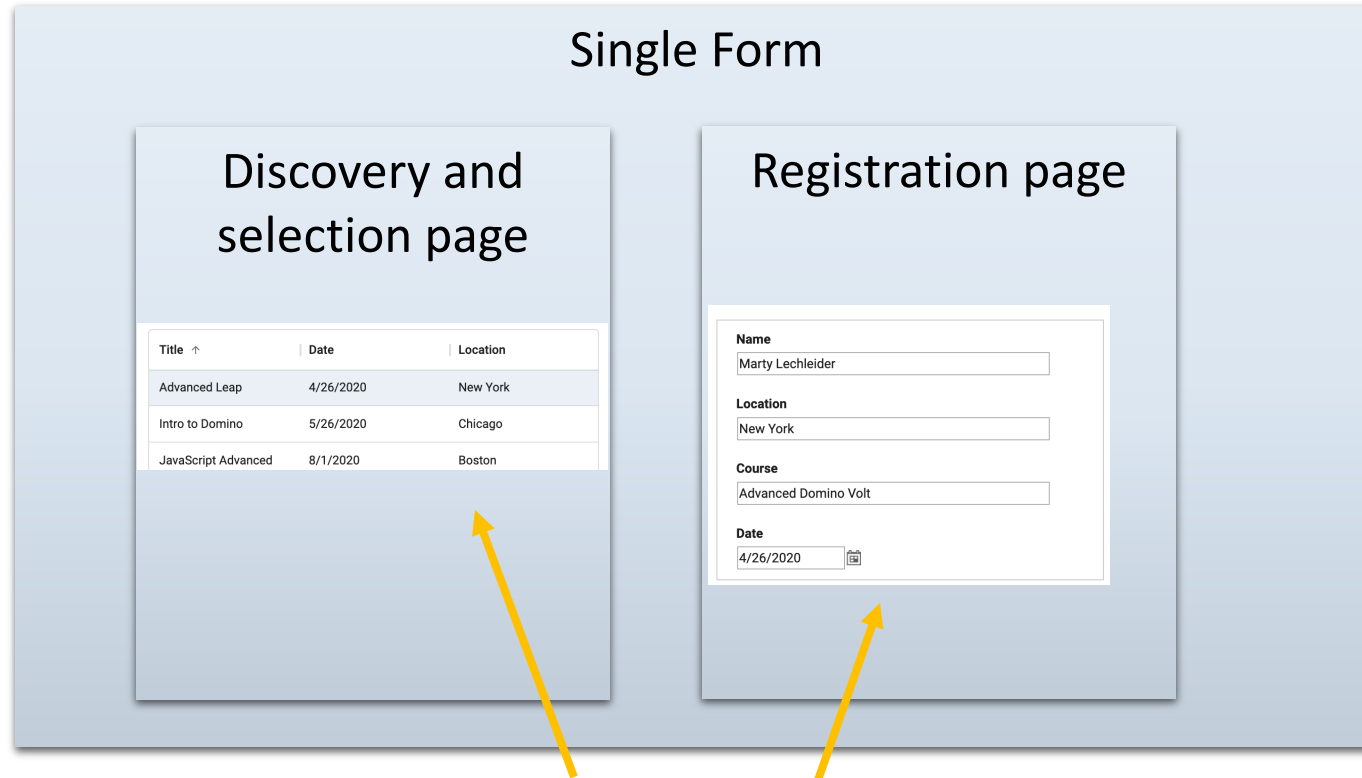 Single Form
Discovery and
selection page
Title ↑ Date Location
Advanced Leap 4/26/2020 New York
Intro to Domino 5/26/2020 Chicago
JavaScript Advanced 8/1/2020 Boston
Registration page
Name
Marty Lechleider
Location
New York
Course
Advanced Domino Volt
Date
4/26/2020